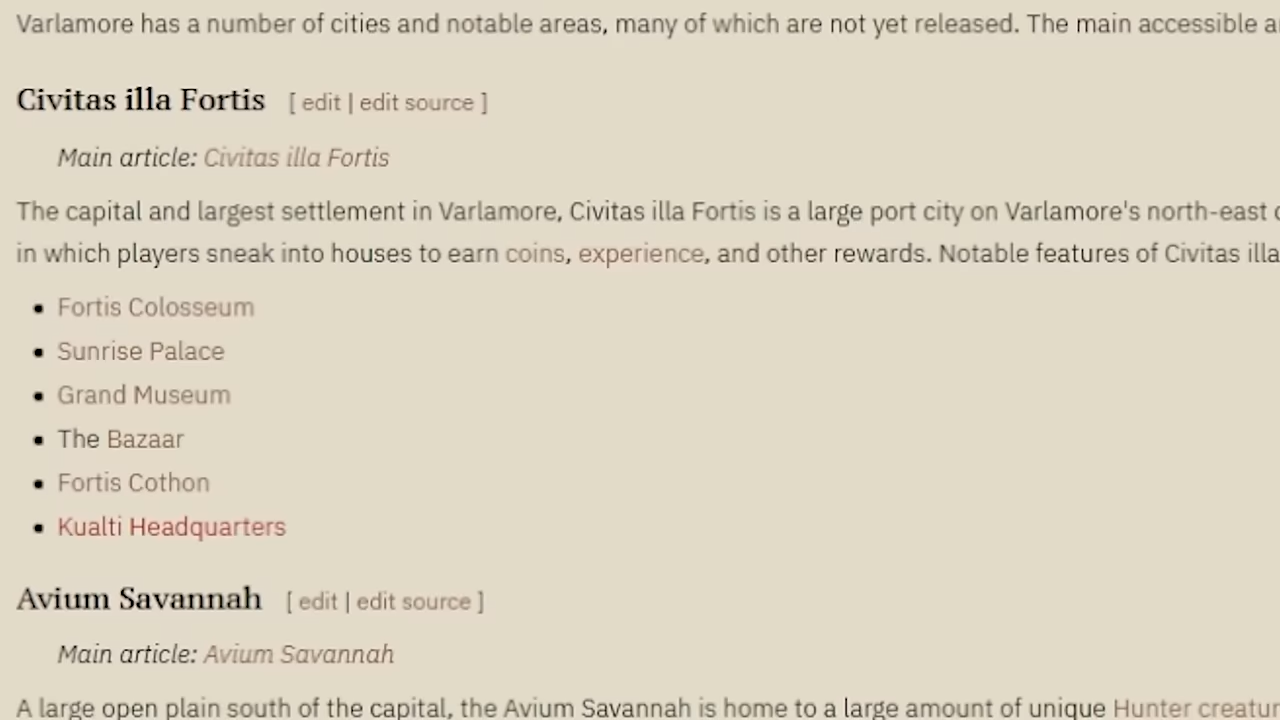 Varlamore has a number of cities and notable areas, many of which are not yet released. The main accessible
Civitas illa Fortis [ edit | edit source ]
Main article: Civitas illa Fortis
The capital and largest settlement in Varlamore, Civitas illa Fortis is a large port city on Varlamore's north-east
in which players sneak into houses to earn coins, experience, and other rewards. Notable features of Civitas illa
• Fortis Colosseum
• Sunrise Palace
• Grand Museum
• The Bazaar
• Fortis Cothon
• Kualti Headquarters
Avium Savannah [ edit | edit source ]
Main article: Avium Savannah
A large open plain south of the capital, the Avium Savannah is home to a large amount of unique Hunter